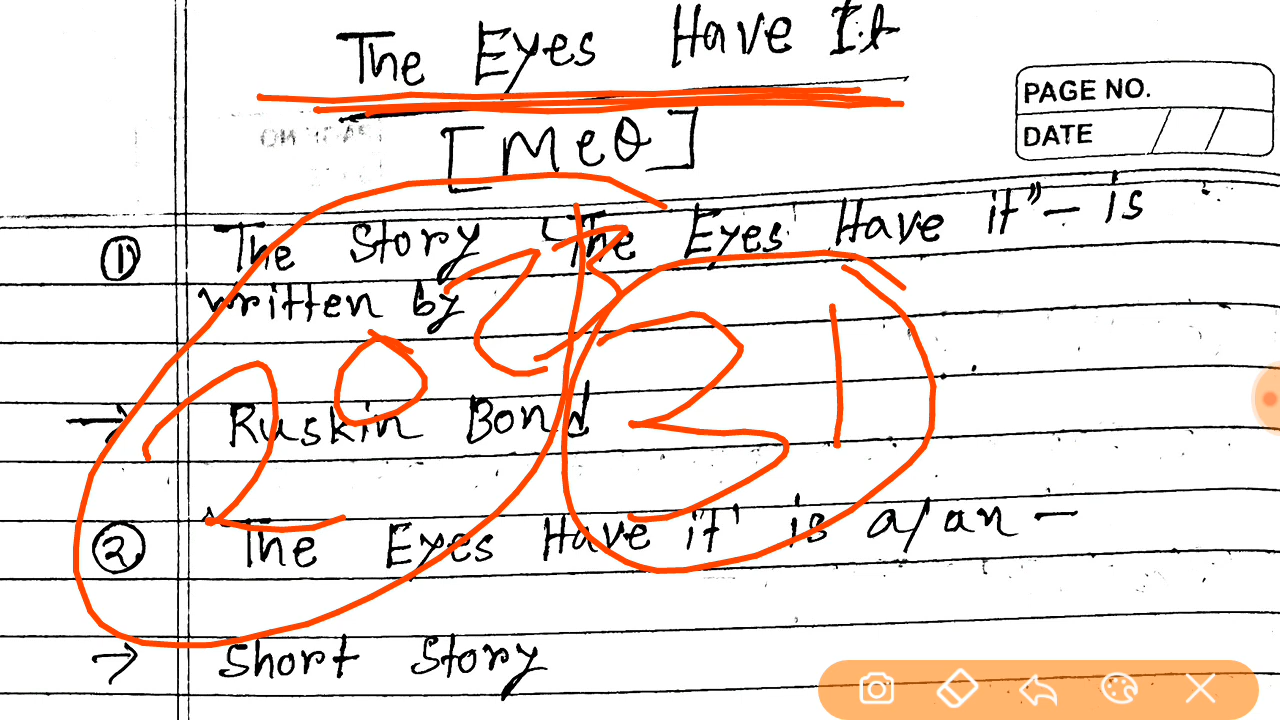 The Eyes Have It
[MCQ]
PAGE NO.
DATE / /
① The Story 'The Eyes' Have it" – is
written by
→ Ruskin Bond
② The Eyes Have it' is a/an –
→ Short Story
31